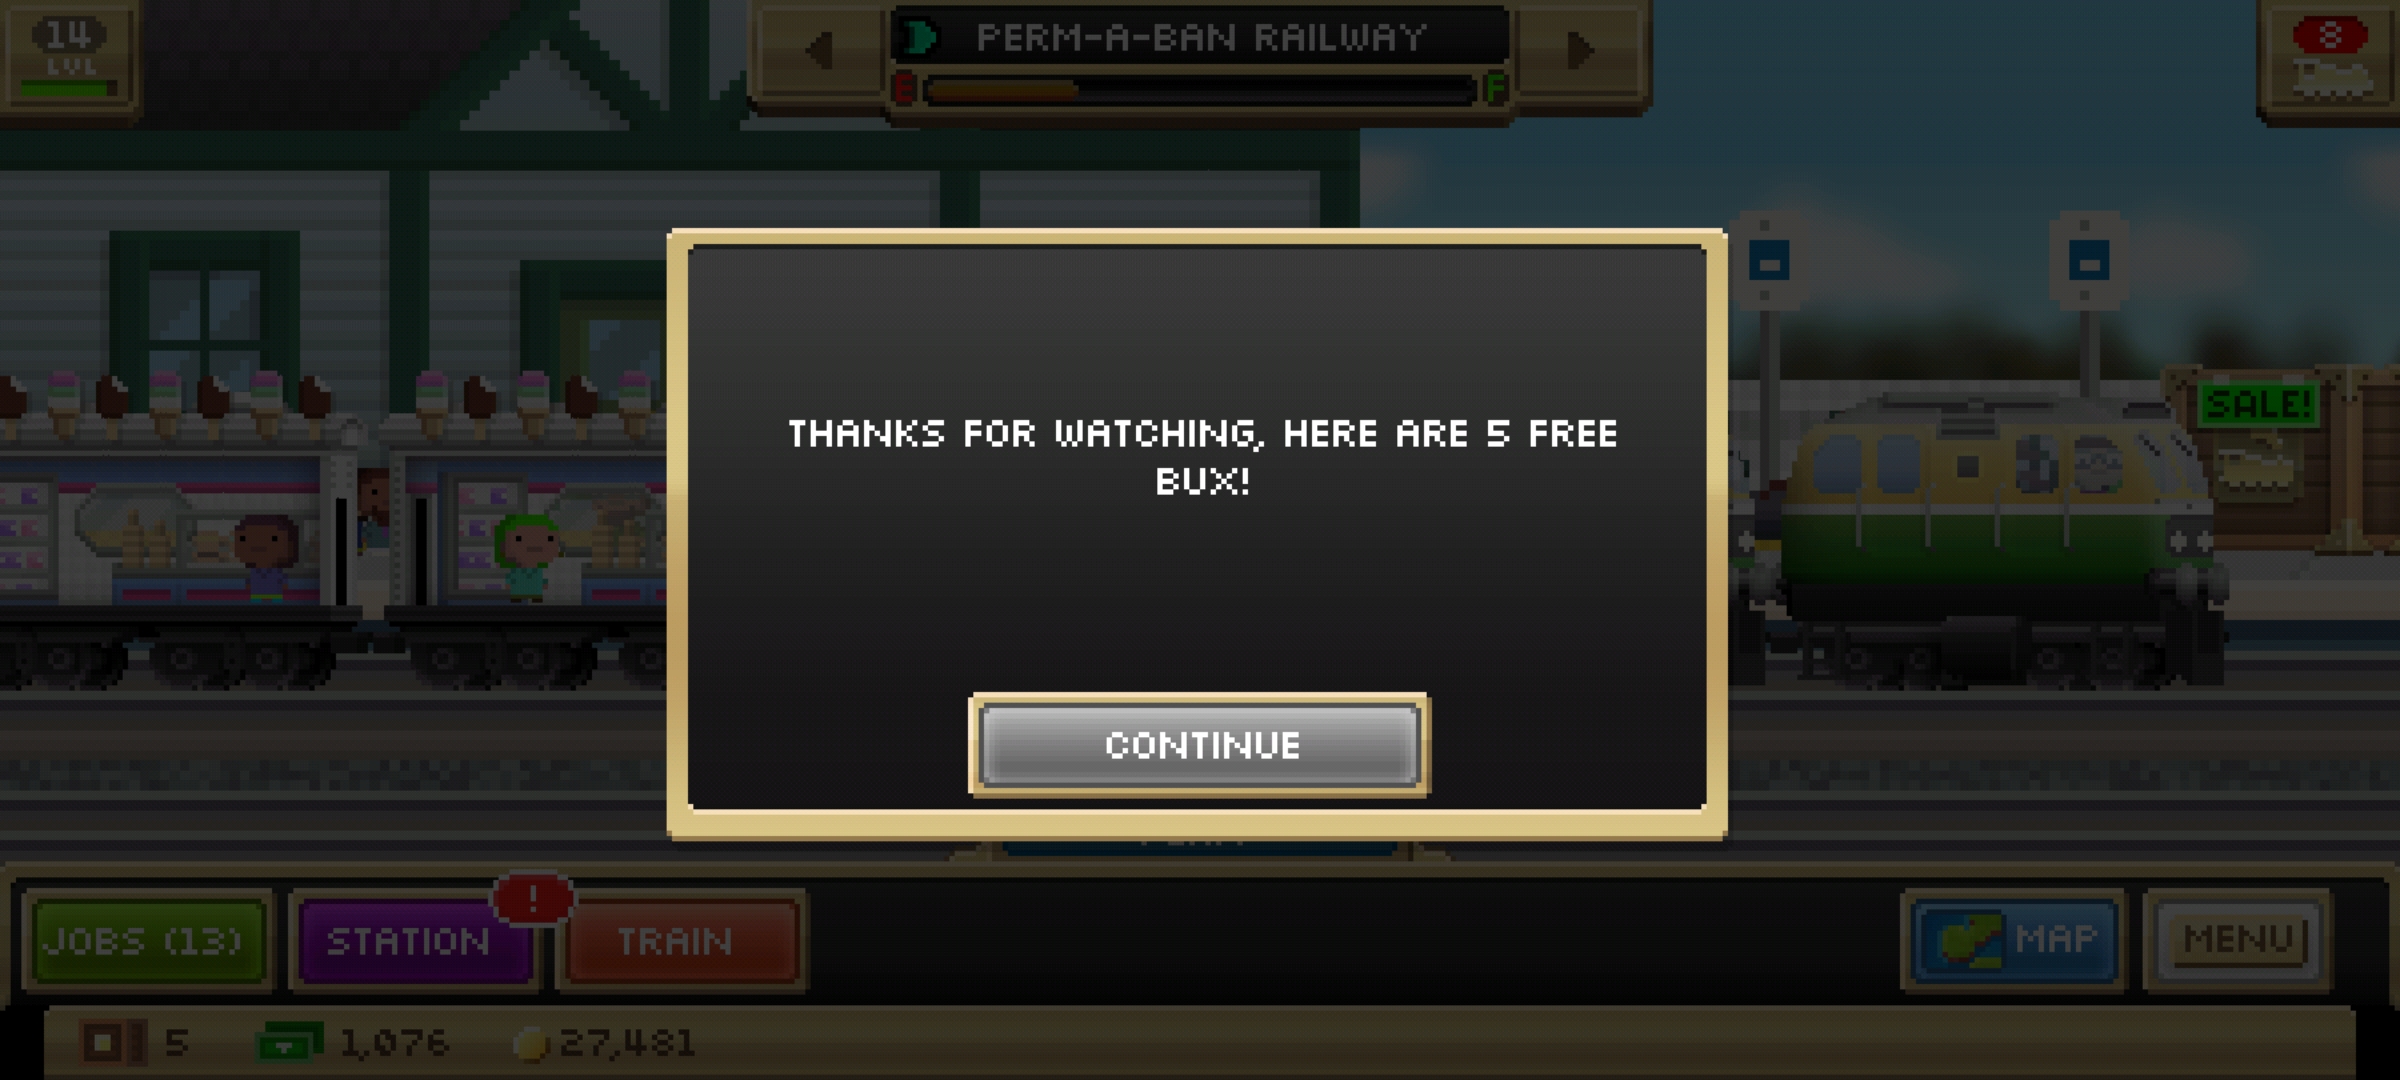 14
LVL
PERM-A-BAN RAILWAY
E
F
8
SALE!
THANKS FOR WATCHING, HERE ARE 5 FREE
BUX!
CONTINUE
JOBS (13)
STATION
!
TRAIN
MAP
MENU
5
1,076
27,481